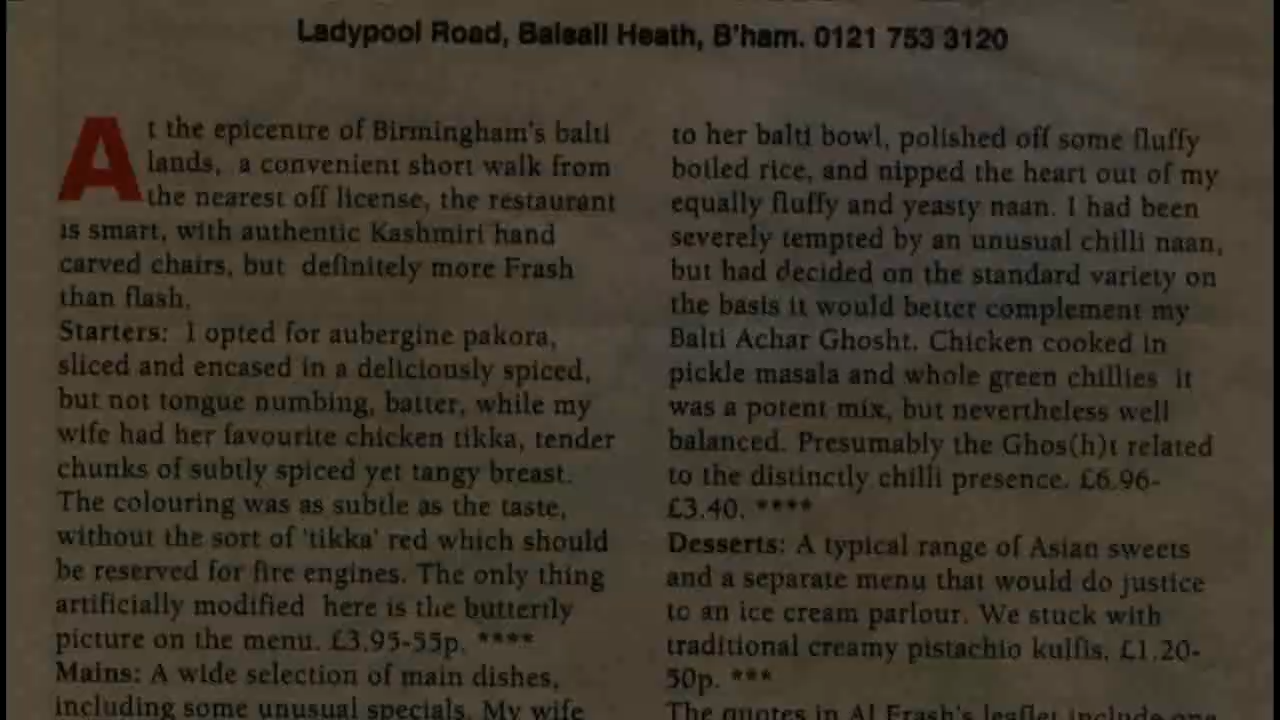 Ladypool Road, Balsall Heath, B'ham. 0121 753 3120
At the epicentre of Birmingham's balti
lands, a convenient short walk from
the nearest off license, the restaurant
is smart, with authentic Kashmiri hand
carved chairs, but definitely more Frash
than flash.
Starters: I opted for aubergine pakora,
sliced and encased in a deliciously spiced,
but not tongue numbing, batter, while my
wife had her favourite chicken tikka, tender
chunks of subtly spiced yet tangy breast.
The colouring was as subtle as the taste,
without the sort of 'tikka' red which should
be reserved for fire engines. The only thing
artificially modified here is the butterfly
picture on the menu. £3.95-55p. ****
Mains: A wide selection of main dishes,
including some unusual specials. My wife
to her balti bowl, polished off some fluffy
boiled rice, and nipped the heart out of my
equally fluffy and yeasty naan. I had been
severely tempted by an unusual chilli naan,
but had decided on the standard variety on
the basis it would better complement my
Balti Achar Ghosht. Chicken cooked in
pickle masala and whole green chillies it
was a potent mix, but nevertheless well
balanced. Presumably the Ghos(h)t related
to the distinctly chilli presence. £6.96-
£3.40. ****
Desserts: A typical range of Asian sweets
and a separate menu that would do justice
to an ice cream parlour. We stuck with
traditional creamy pistachio kulfis. £1.20-
50p. ***
The quotes in Al Frash's leaflet include one